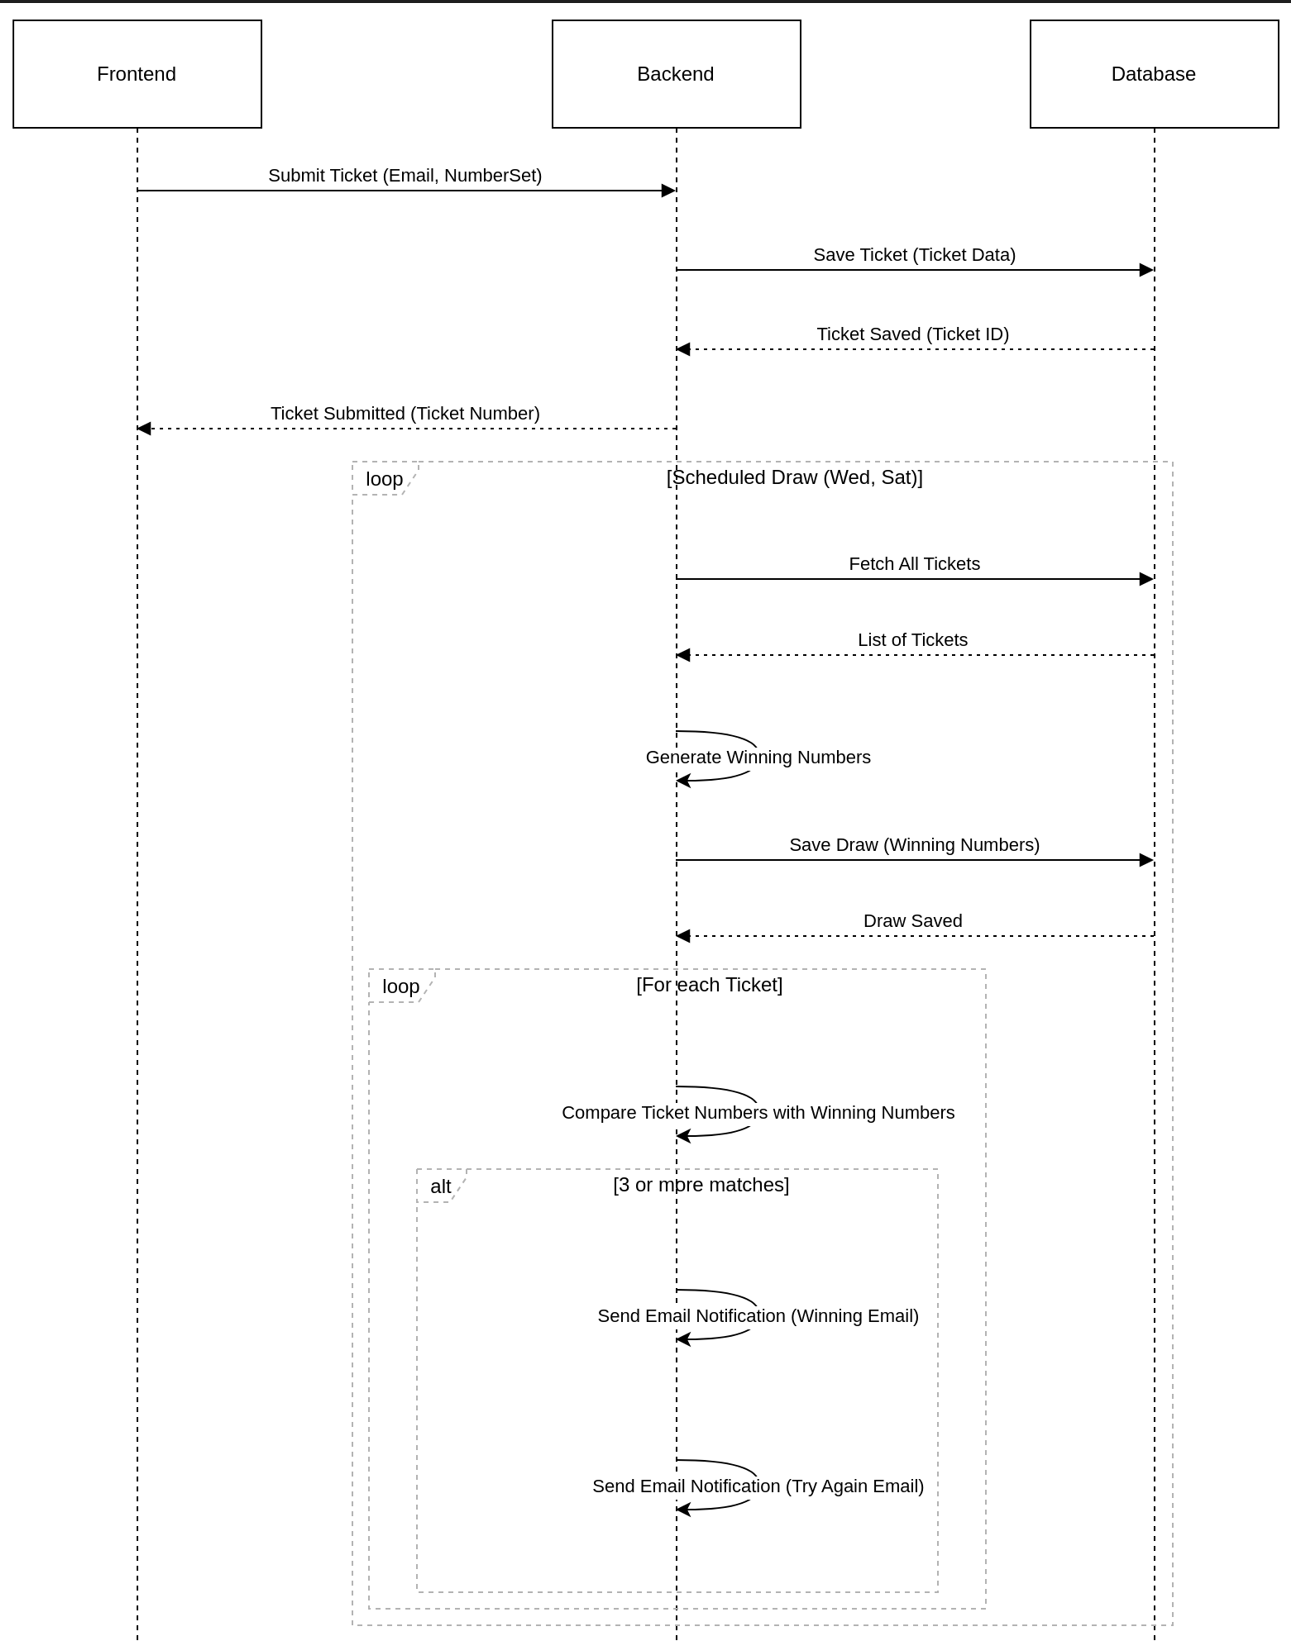 Frontend
Backend
Database
Submit Ticket (Email, NumberSet)
Save Ticket (Ticket Data)
Ticket Saved (Ticket ID)
Ticket Submitted (Ticket Number)
loop
[Scheduled Draw (Wed, Sat)]
Fetch All Tickets
List of Tickets
Generate Winning Numbers
Save Draw (Winning Numbers)
Draw Saved
loop
[For each Ticket]
Compare Ticket Numbers with Winning Numbers
alt
[3 or more matches]
Send Email Notification (Winning Email)
Send Email Notification (Try Again Email)